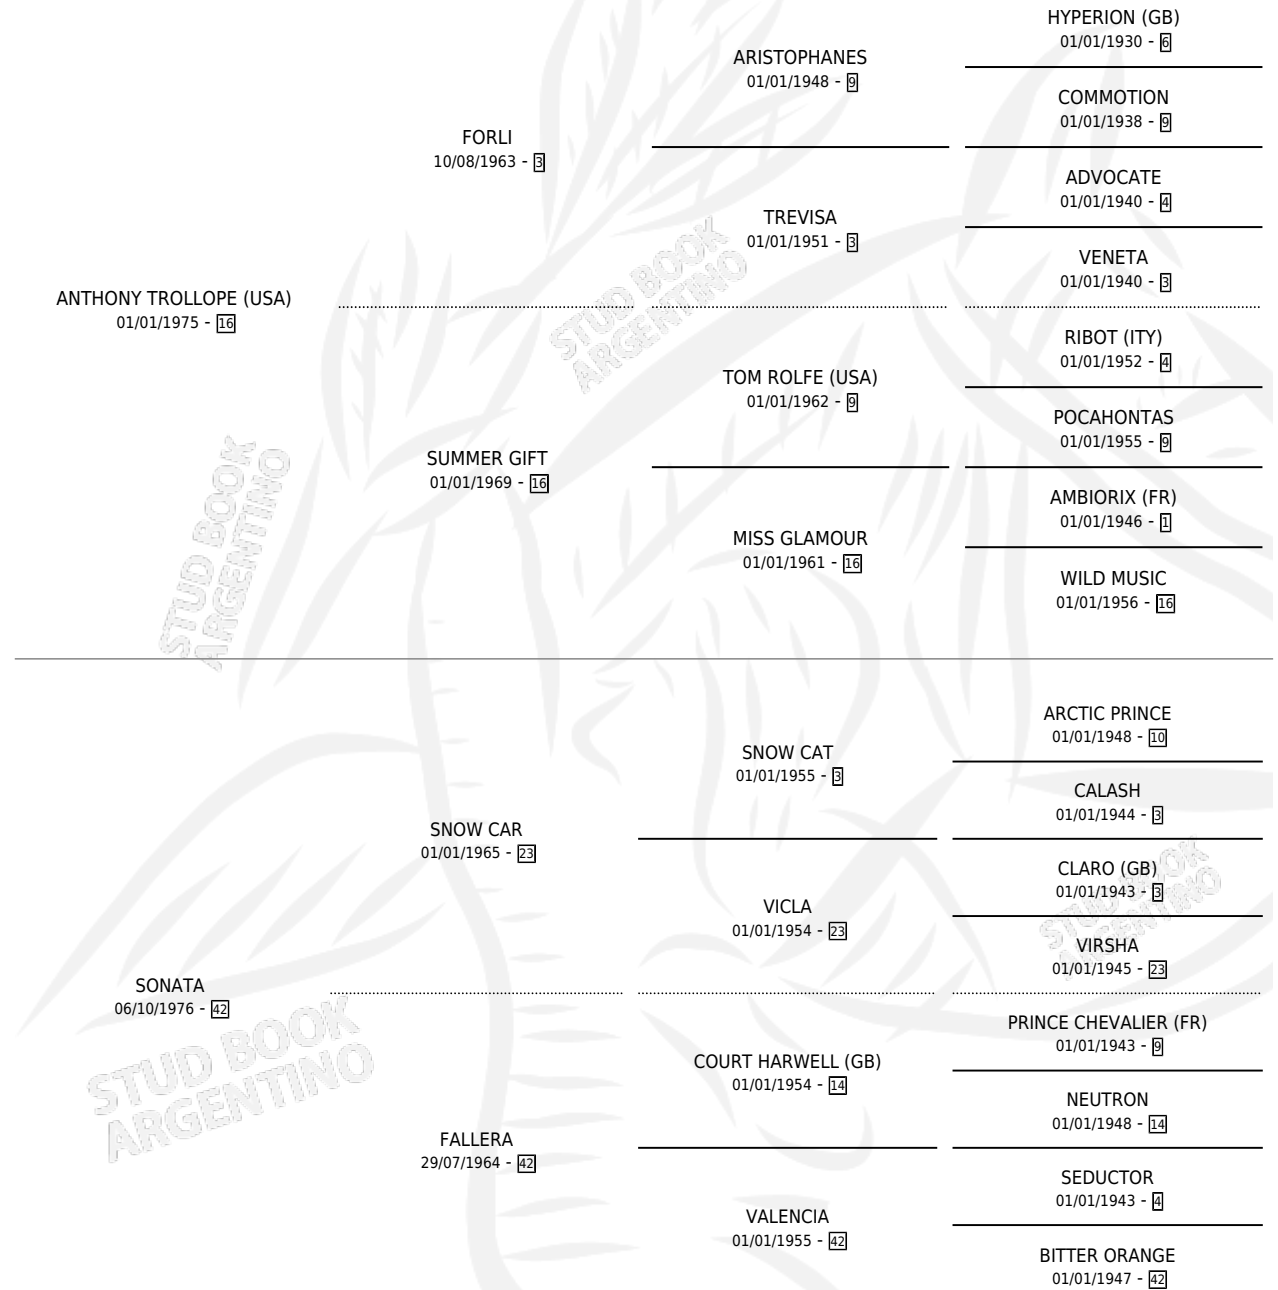 HYPERION (GB)
01/01/1930 - 6
ARISTOPHANES
01/01/1948 - 9
COMMOTION
01/01/1938 - 9
FORLI
10/08/1963 - 3
ADVOCATE
01/01/1940 - 4
TREVISA
01/01/1951 - 3
VENETA
01/01/1940 - 3
ANTHONY TROLLOPE (USA)
01/01/1975 - 16
RIBOT (ITY)
01/01/1952 - 4
TOM ROLFE (USA)
01/01/1962 - 9
POCAHONTAS
01/01/1955 - 9
SUMMER GIFT
01/01/1969 - 16
AMBIORIX (FR)
01/01/1946 - 1
MISS GLAMOUR
01/01/1961 - 16
WILD MUSIC
01/01/1956 - 16
STUD BOOK
ARGENTINO
STUD BOOK
ARGENTINO
ARCTIC PRINCE
01/01/1948 - 10
SNOW CAT
01/01/1955 - 3
CALASH
01/01/1944 - 3
SNOW CAR
01/01/1965 - 23
CLARO (GB)
01/01/1943 - 3
VICLA
01/01/1954 - 23
VIRSHA
01/01/1945 - 23
SONATA
06/10/1976 - 42
PRINCE CHEVALIER (FR)
01/01/1943 - 9
COURT HARWELL (GB)
01/01/1954 - 14
NEUTRON
01/01/1948 - 14
FALLERA
29/07/1964 - 42
SEDUCTOR
01/01/1943 - 4
VALENCIA
01/01/1955 - 42
BITTER ORANGE
01/01/1947 - 42
STUD BOOK
ARGENTINO
STUD BOOK
ARGENTINO